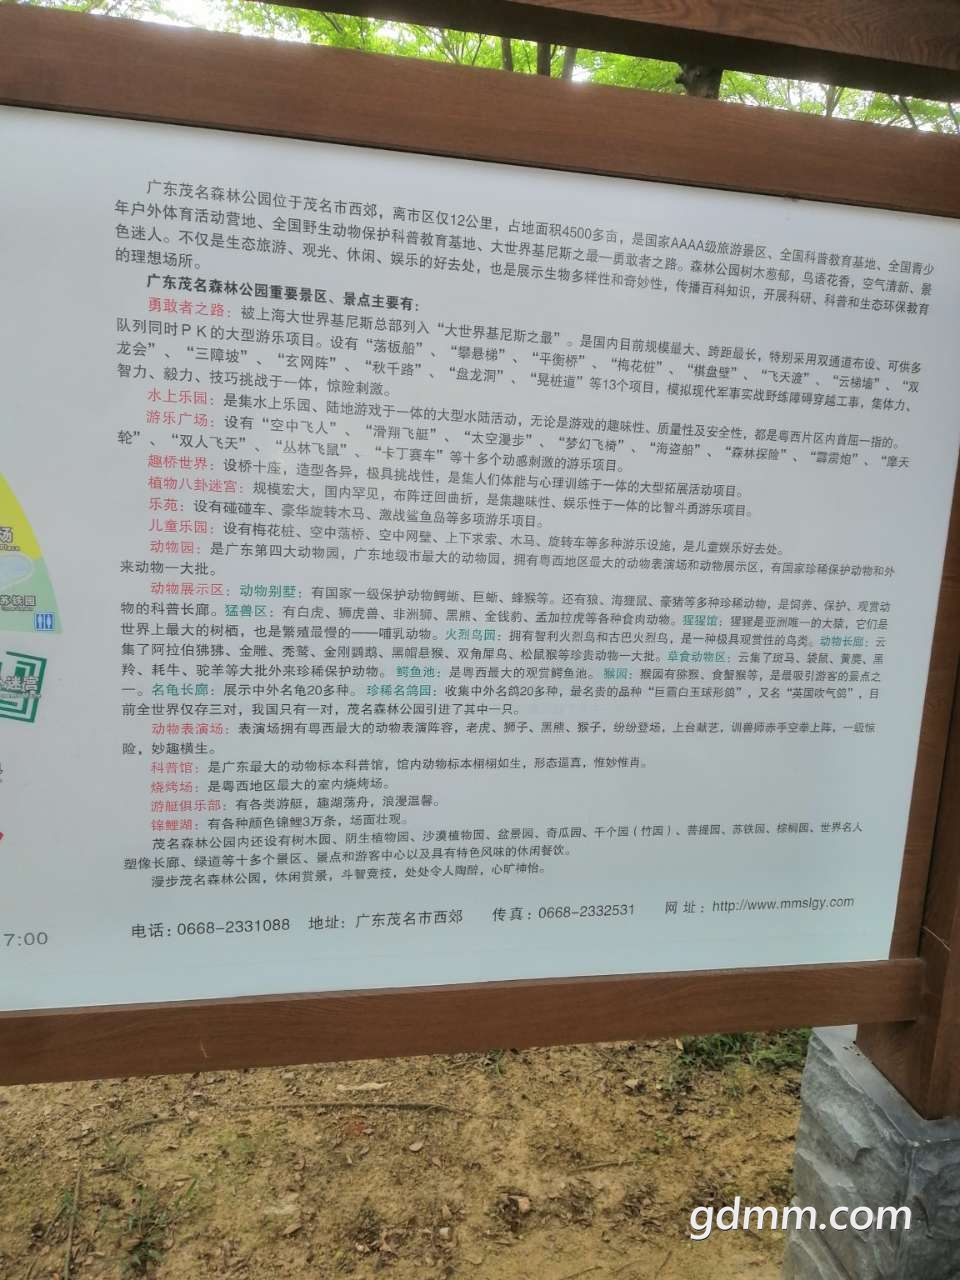 广东茂名森林公园位于茂名市西郊，离市区仅12公里，占地面积4500多亩，是国家AAAA级旅游景区、全国科普教育基地、全国青少
年户外体育活动营地、全国野生动物保护科普教育基地、大世界基尼斯之最—勇敢者之路。森林公园树木葱郁，鸟语花香，空气清新、景
色迷人。不仅是生态旅游、观光、休闲、娱乐的好去处，也是展示生物多样性和奇妙性，传播百科知识，开展科研、科普和生态环保教育
的理想场所。
广东茂名森林公园重要景区、景点主要有：
勇敢者之路：被上海大世界基尼斯总部列入“大世界基尼斯之最”。是国内目前规模最大、跨距最长，特别采用双通道布设、可供多
队列同时PK的大型游乐项目。设有“荡板船”、“攀悬梯”、“平衡桥”、“梅花桩”、“棋盘壁”、“飞天渡”、“云梯墙”、“双
龙会”、“三障坡”、“玄网阵”、“秋千路”、“盘龙洞”、“晃桩道”等13个项目，模拟现代军事实战野练障碍穿越工事，集体力、
智力、毅力、技巧挑战于一体，惊险刺激。
水上乐园：是集水上乐园、陆地游戏于一体的大型水陆活动，无论是游戏的趣味性、质量性及安全性，都是粤西片区内首屈一指的。
游乐广场：设有“空中飞人”、“滑翔飞艇”、“太空漫步”、“梦幻飞椅”、“海盗船”、“森林探险”、“霹雳炮”、“摩天
轮”、“双人飞天”、“丛林飞鼠”、“卡丁赛车”等十多个动感刺激的游乐项目。
趣桥世界：设桥十座，造型各异，极具挑战性，是集人们体能与心理训练于一体的大型拓展活动项目。
植物八卦迷宫：规模宏大，国内罕见，布阵迂回曲折，是集趣味性、娱乐性于一体的比智斗勇游乐项目。
乐苑：设有碰碰车、豪华旋转木马、激战鲨鱼岛等多项游乐项目。
儿童乐园：设有梅花桩、空中荡桥、空中网壁、上下求索、木马、旋转车等多种游乐设施，是儿童娱乐好去处。
动物园：是广东第四大动物园，广东地级市最大的动物园，拥有粤西地区最大的动物表演场和动物展示区，有国家珍稀保护动物和外
来动物一大批。
动物展示区：动物别墅：有国家一级保护动物鳄蜥、巨蜥、蜂猴等。还有狼、海狸鼠、豪猪等多种珍稀动物，是饲养、保护、观赏动
物的科普长廊。猛兽区：有白虎、狮虎兽、非洲狮、黑熊、金钱豹、孟加拉虎等各种食肉动物。猩猩馆：猩猩是亚洲唯一的大猿，它们是
世界上最大的树栖，也是繁殖最慢的——哺乳动物。火烈鸟园：拥有智利火烈鸟和古巴火烈鸟，是一种极具观赏性的鸟类。动物长廊：云
集了阿拉伯狒狒、金雕、秃鹫、金刚鹦鹉、黑帽悬猴、双角犀鸟、松鼠猴等珍贵动物一大批。草食动物区：云集了斑马、袋鼠、黄麂、黑
羚、牦牛、驼羊等大批外来珍稀保护动物。鳄鱼池：是粤西最大的观赏鳄鱼池。猴园：猴园有猕猴、食蟹猴等，是最吸引游客的景点之
一。名龟长廊：展示中外名龟20多种。珍稀名鸽园：收集中外名鸽20多种，最名贵的品种“巨霸白玉球形鸽”，又名“英国吹气鸽”，目
前全世界仅存三对，我国只有一对，茂名森林公园引进了其中一只。
动物表演场：表演场拥有粤西最大的动物表演阵容，老虎、狮子、黑熊、猴子，纷纷登场，上台献艺，训兽师赤手空拳上阵，一级惊
险，妙趣横生。
科普馆：是广东最大的动物标本科普馆，馆内动物标本栩栩如生，形态逼真，惟妙惟肖。
烧烤场：是粤西地区最大的室内烧烤场。
游艇俱乐部：有各类游艇，趣湖荡舟，浪漫温馨。
锦鲤湖：有各种颜色锦鲤3万条，场面壮观。
茂名森林公园内还设有树木园、阴生植物园、沙漠植物园、盆景园、奇瓜园、千个园（竹园）、菩提园、苏铁园、棕榈园、世界名人
塑像长廊、绿道等十多个景区、景点和游客中心以及具有特色风味的休闲餐饮。
漫步茂名森林公园，休闲赏景，斗智竞技，处处令人陶醉，心旷神怡。
电话：0668-2331088 地址：广东茂名市西郊 传真：0668-2332531 网址：http://www.mmslgy.com
7:00
场
苏铁园
迷宫
gdmm.com